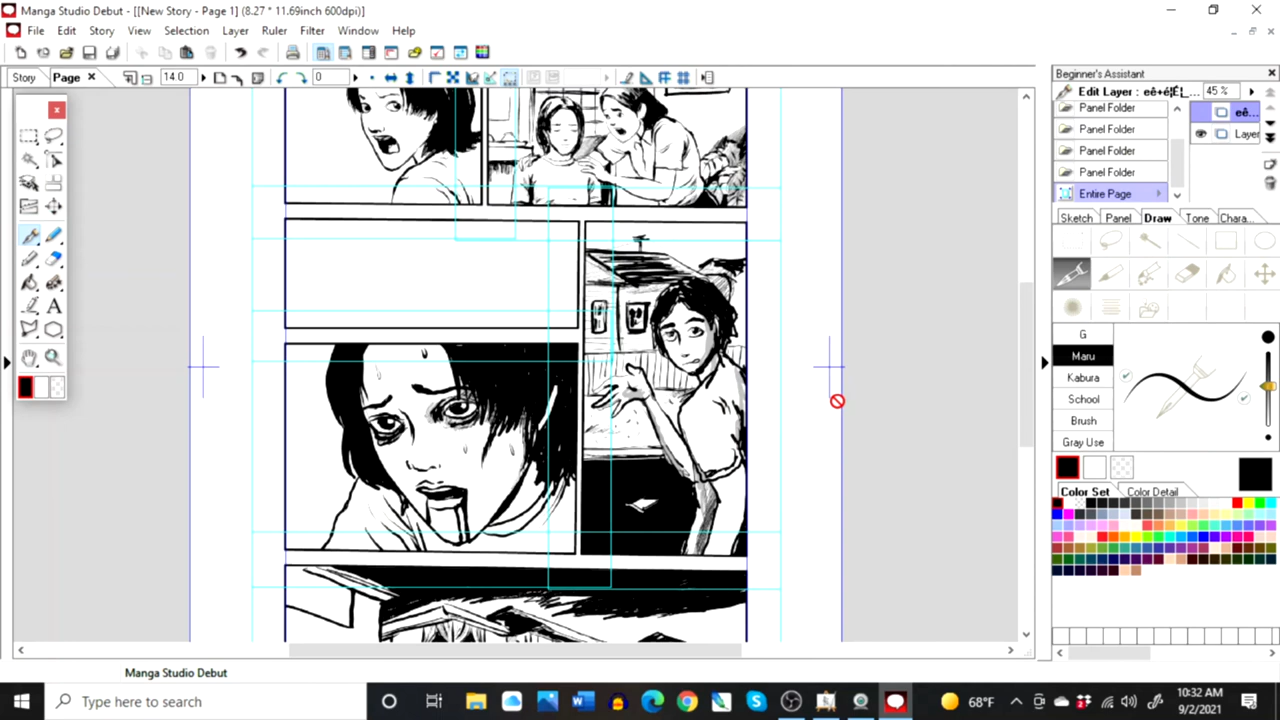 Manga Studio Debut - [[New Story - Page 1] (8.27 * 11.69inch 600dpi)]
File Edit Story View Selection Layer Ruler Filter Window Help
Story Page 14.0 0
Beginner's Assistant
Edit Layer : eê+é¦É¦_... 45 %
Panel Folder eê...
Panel Folder Layer
Panel Folder
Panel Folder
Entire Page
Sketch Panel Draw Tone Chara...
G
Maru
Kabura
School
Brush
Gray Use
Color Set Color Detail
Manga Studio Debut
Type here to search
68°F
10:32 AM
9/2/2021